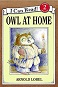 I Can Read!
2
OWL AT HOME
ARNOLD LOBEL